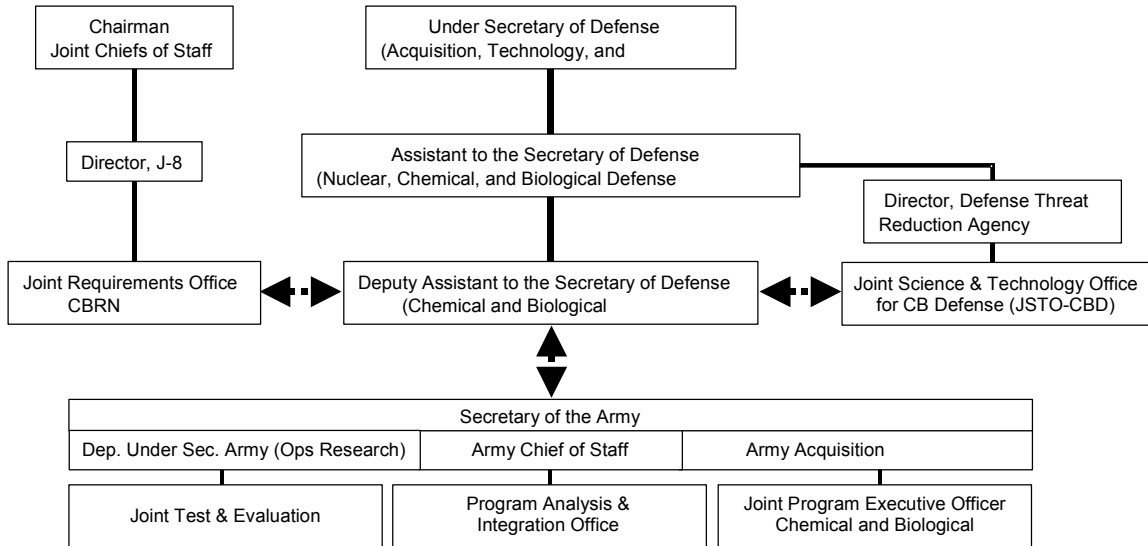 Chairman
Joint Chiefs of Staff
Under Secretary of Defense
(Acquisition, Technology, and
Director, J-8
Assistant to the Secretary of Defense
(Nuclear, Chemical, and Biological Defense
Director, Defense Threat
Reduction Agency
Joint Requirements Office
CBRN
Deputy Assistant to the Secretary of Defense
(Chemical and Biological
Joint Science & Technology Office
for CB Defense (JSTO-CBD)
Secretary of the Army
Dep. Under Sec. Army (Ops Research)
Army Chief of Staff
Army Acquisition
Joint Test & Evaluation
Program Analysis &
Integration Office
Joint Program Executive Officer
Chemical and Biological